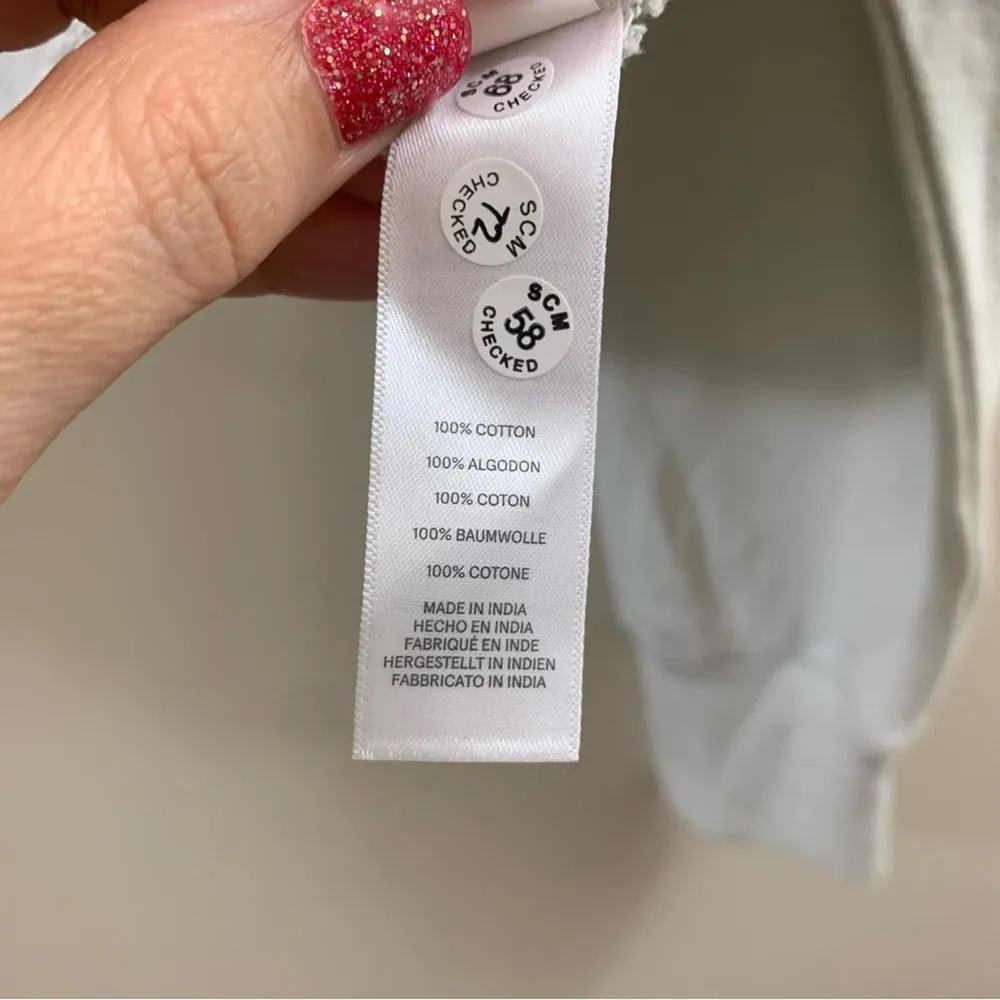 SCM
68
CHECKED
SCM
72
CHECKED
SCM
58
CHECKED
100% COTTON
100% ALGODON
100% COTON
100% BAUMWOLLE
100% COTONE
MADE IN INDIA
HECHO EN INDIA
FABRIQUÉ EN INDE
HERGESTELLT IN INDIEN
FABBRICATO IN INDIA